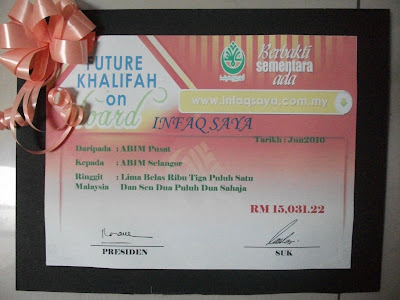 FUTURE
KHALIFAH
on
board
Berbakti
sementara
ada
www.infaqsaya.com.my
INFAQ SAYA
Tarikh : Jun2010
Daripada : ABIM Pusat
Kepada : ABIM Selangor
Ringgit : Lima Belas Ribu Tiga Puluh Satu
Malaysia Dan Sen Dua Puluh Dua Sahaja
RM 15,031.22
PRESIDEN
SUK